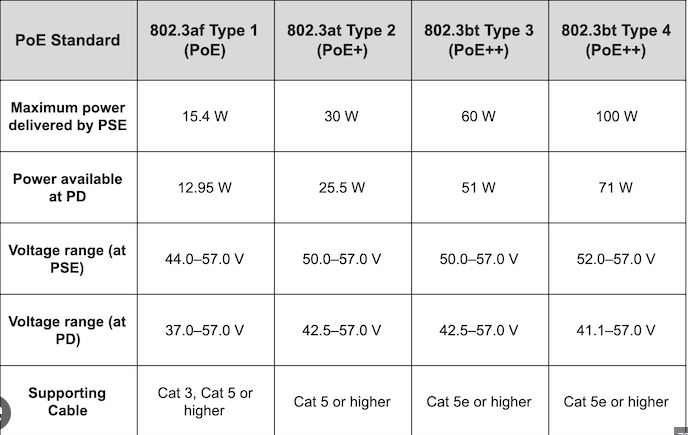 PoE Standard
802.3af Type 1
(PoE)
802.3at Type 2
(PoE+)
802.3bt Type 3
(PoE++)
802.3bt Type 4
(PoE++)
Maximum power
delivered by PSE
15.4 W
30 W
60 W
100 W
Power available
at PD
12.95 W
25.5 W
51 W
71 W
Voltage range (at
PSE)
44.0–57.0 V
50.0–57.0 V
50.0–57.0 V
52.0–57.0 V
Voltage range (at
PD)
37.0–57.0 V
42.5–57.0 V
42.5–57.0 V
41.1–57.0 V
Supporting
Cable
Cat 3, Cat 5 or
higher
Cat 5 or higher
Cat 5e or higher
Cat 5e or higher